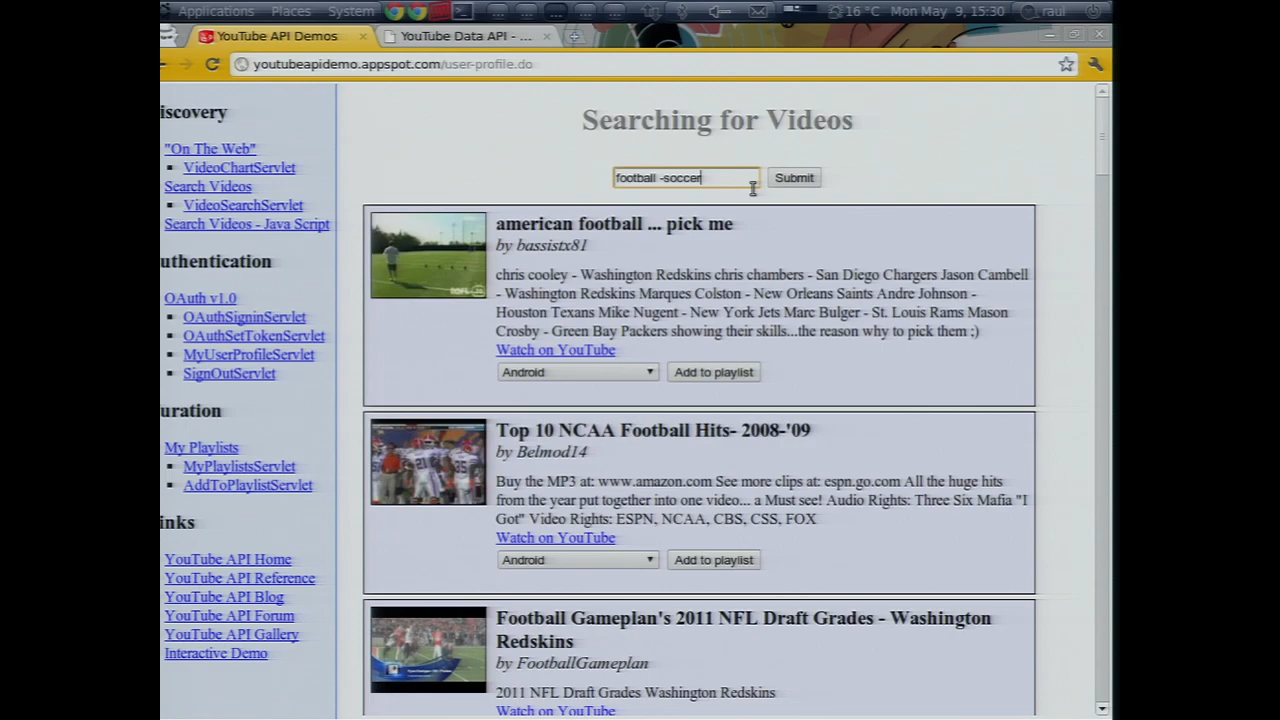 Applications Places System 16 °C Mon May 9, 15:30 raul
YouTube API Demos YouTube Data API - ...
youtubeapidemo.appspot.com/user-profile.do
iscovery
"On The Web"
VideoChartServlet
Search Videos
VideoSearchServlet
Search Videos - Java Script
uthentication
OAuth v1.0
OAuthSigninServlet
OAuthSetTokenServlet
MyUserProfileServlet
SignOutServlet
uration
My Playlists
MyPlaylistsServlet
AddToPlaylistServlet
inks
YouTube API Home
YouTube API Reference
YouTube API Blog
YouTube API Forum
YouTube API Gallery
Interactive Demo
Searching for Videos
football -soccer Submit
american football ... pick me
by bassistx81
chris cooley - Washington Redskins chris chambers - San Diego Chargers Jason Cambell
- Washington Redskins Marques Colston - New Orleans Saints Andre Johnson -
Houston Texans Mike Nugent - New York Jets Marc Bulger - St. Louis Rams Mason
Crosby - Green Bay Packers showing their skills...the reason why to pick them ;)
Watch on YouTube
Android Add to playlist
Top 10 NCAA Football Hits- 2008-'09
by Belmod14
Buy the MP3 at: www.amazon.com See more clips at: espn.go.com All the huge hits
from the year put together into one video... a Must see! Audio Rights: Three Six Mafia "I
Got" Video Rights: ESPN, NCAA, CBS, CSS, FOX
Watch on YouTube
Android Add to playlist
Football Gameplan's 2011 NFL Draft Grades - Washington
Redskins
by FootballGameplan
2011 NFL Draft Grades Washington Redskins
Watch on YouTube